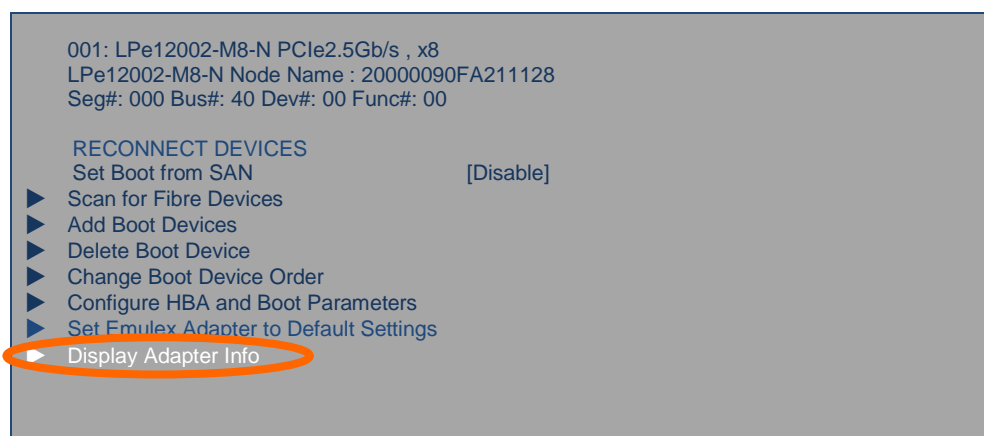 001: LPe12002-M8-N PCIe2.5Gb/s , x8
LPe12002-M8-N Node Name : 20000090FA211128
Seg#: 000 Bus#: 40 Dev#: 00 Func#: 00
RECONNECT DEVICES
Set Boot from SAN [Disable]
Scan for Fibre Devices
Add Boot Devices
Delete Boot Device
Change Boot Device Order
Configure HBA and Boot Parameters
Set Emulex Adapter to Default Settings
Display Adapter Info